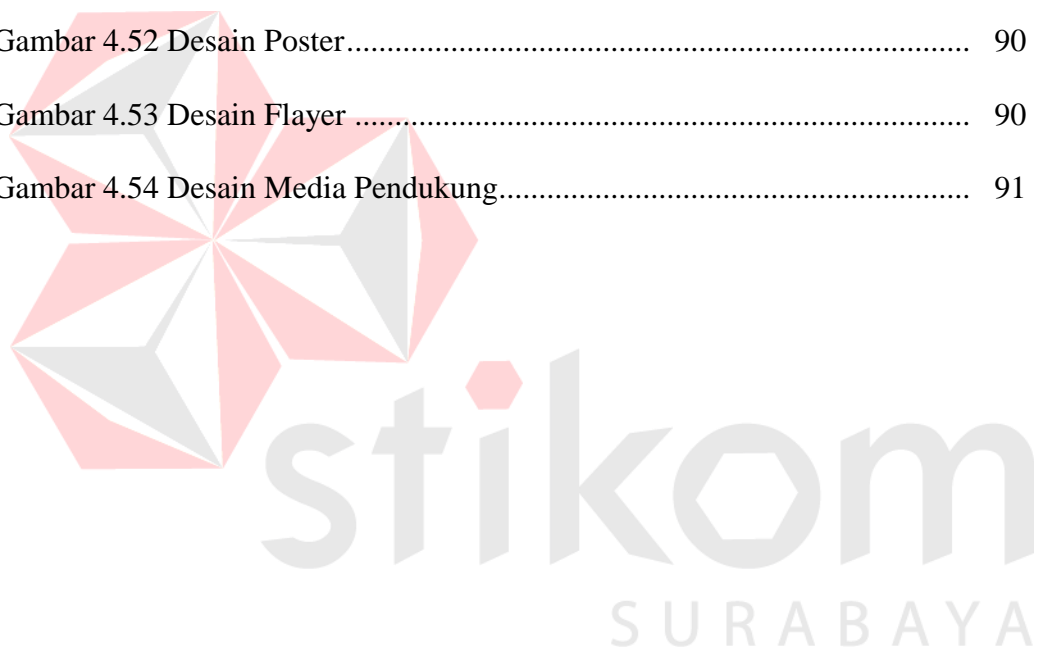 Gambar 4.52 Desain Poster................................................................................ 90
Gambar 4.53 Desain Flayer ............................................................................... 90
Gambar 4.54 Desain Media Pendukung............................................................. 91
stikom
SURABAYA